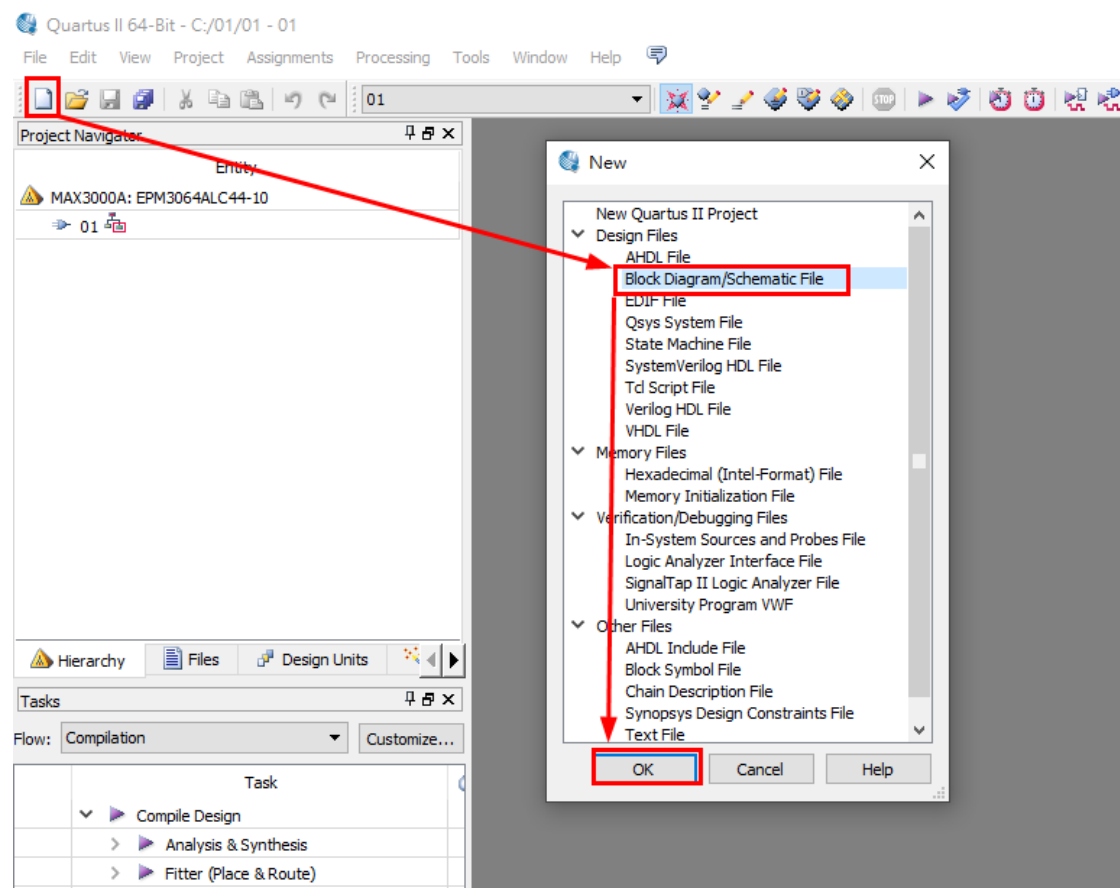 Quartus II 64-Bit - C:/01/01 - 01
File Edit View Project Assignments Processing Tools Window Help
01
STOP
Project Navigator
Entity
MAX3000A: EPM3064ALC44-10
01
Hierarchy Files Design Units
Tasks
Flow: Compilation Customize...
Task
Compile Design
Analysis & Synthesis
Fitter (Place & Route)
New
New Quartus II Project
Design Files
AHDL File
Block Diagram/Schematic File
EDIF File
Qsys System File
State Machine File
SystemVerilog HDL File
Tcl Script File
Verilog HDL File
VHDL File
Memory Files
Hexadecimal (Intel-Format) File
Memory Initialization File
Verification/Debugging Files
In-System Sources and Probes File
Logic Analyzer Interface File
SignalTap II Logic Analyzer File
University Program VWF
Other Files
AHDL Include File
Block Symbol File
Chain Description File
Synopsys Design Constraints File
Text File
OK Cancel Help